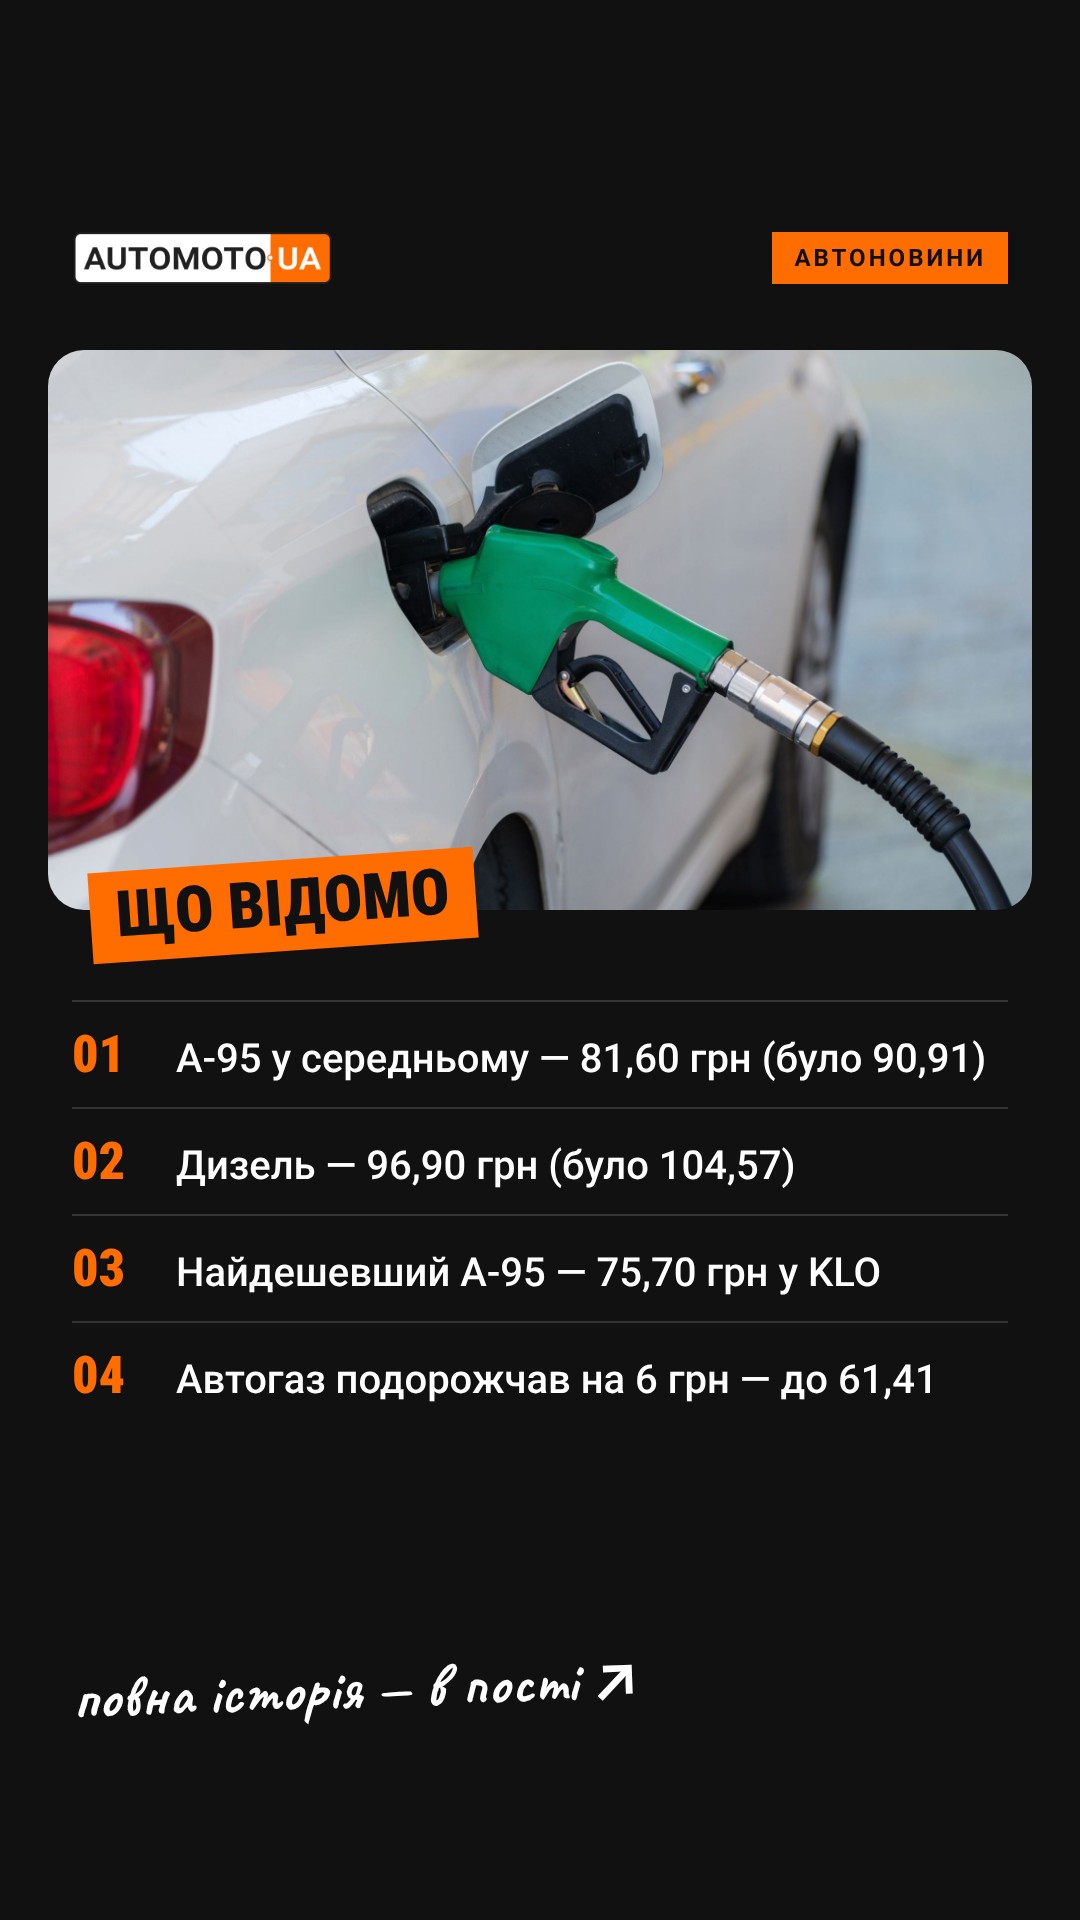 AUTOMOTO UA
АВТОНОВИНИ
ЩО ВІДОМО
01 А-95 у середньому — 81,60 грн (було 90,91)
02 Дизель — 96,90 грн (було 104,57)
03 Найдешевший А-95 — 75,70 грн у KLO
04 Автогаз подорожчав на 6 грн — до 61,41
повна історія — в пості ↗